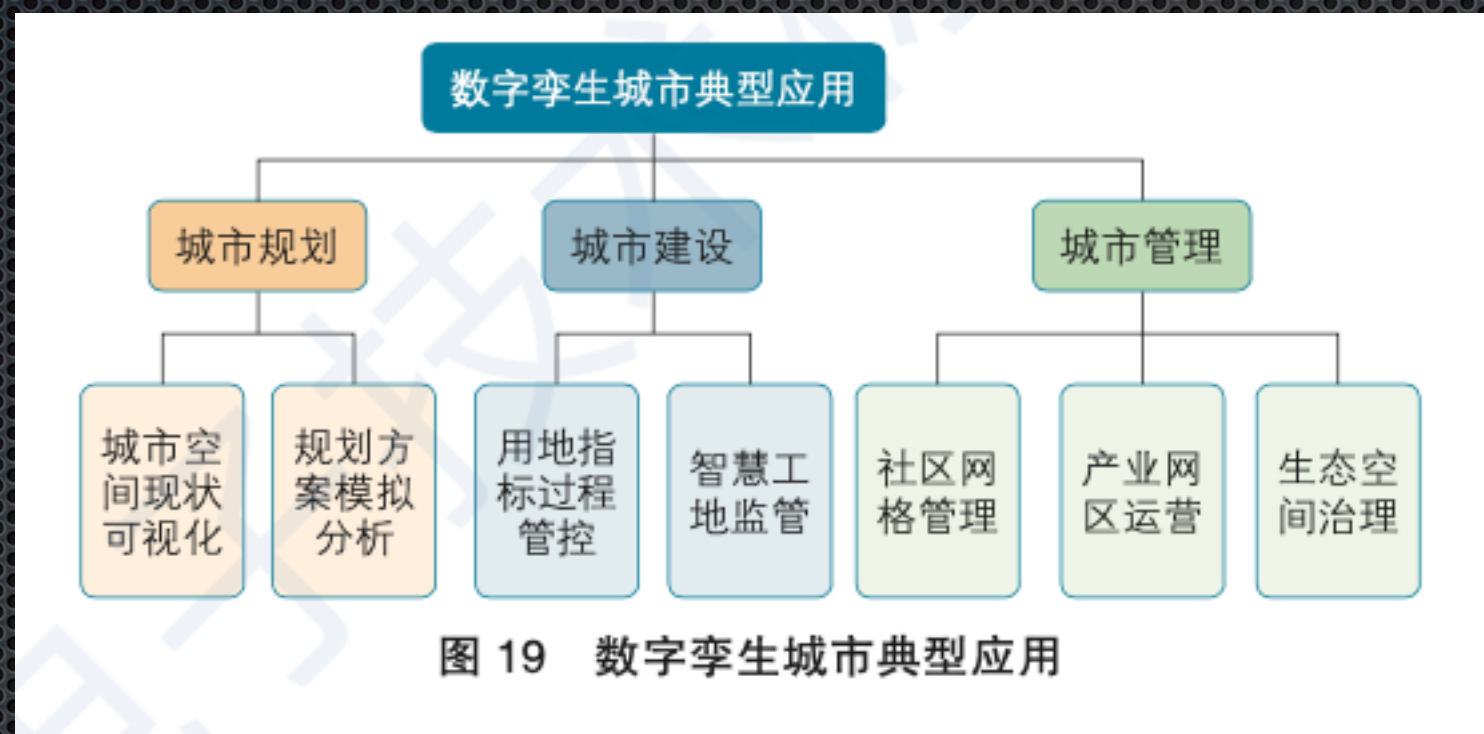 数字孪生城市典型应用
城市规划
城市建设
城市管理
城市空
间现状
可视化
规划方
案模拟
分析
用地指
标过程
管控
智慧工
地监管
社区网
格管理
产业网
区运营
生态空
间治理
图 19 数字孪生城市典型应用